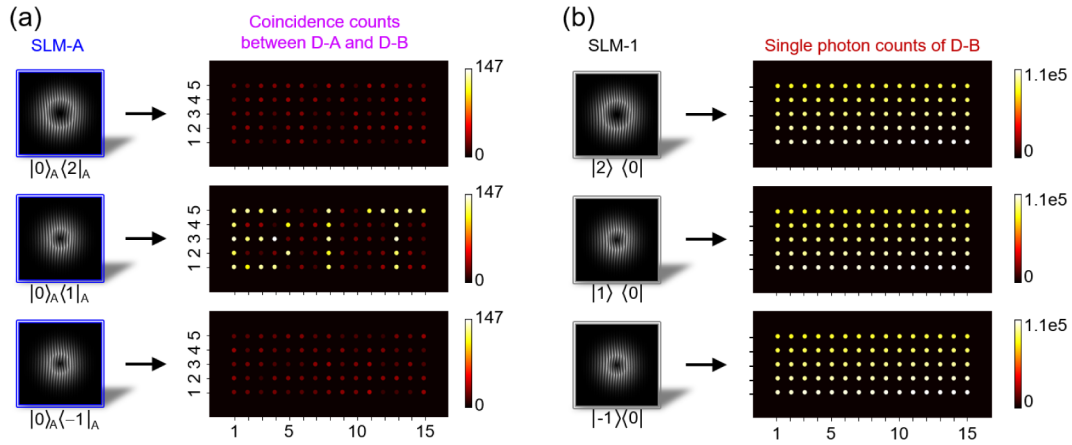 (a)
SLM-A
Coincidence counts
between D-A and D-B
|0⟩A⟨2|A
1 2 3 4 5
147
0
|0⟩A⟨1|A
1 2 3 4 5
147
0
|0⟩A⟨−1|A
1 2 3 4 5
147
0
1 5 10 15
(b)
SLM-1
Single photon counts of D-B
|2⟩ ⟨0|
1.1e5
0
|1⟩ ⟨0|
1.1e5
0
|-1⟩⟨0|
1.1e5
0
1 5 10 15